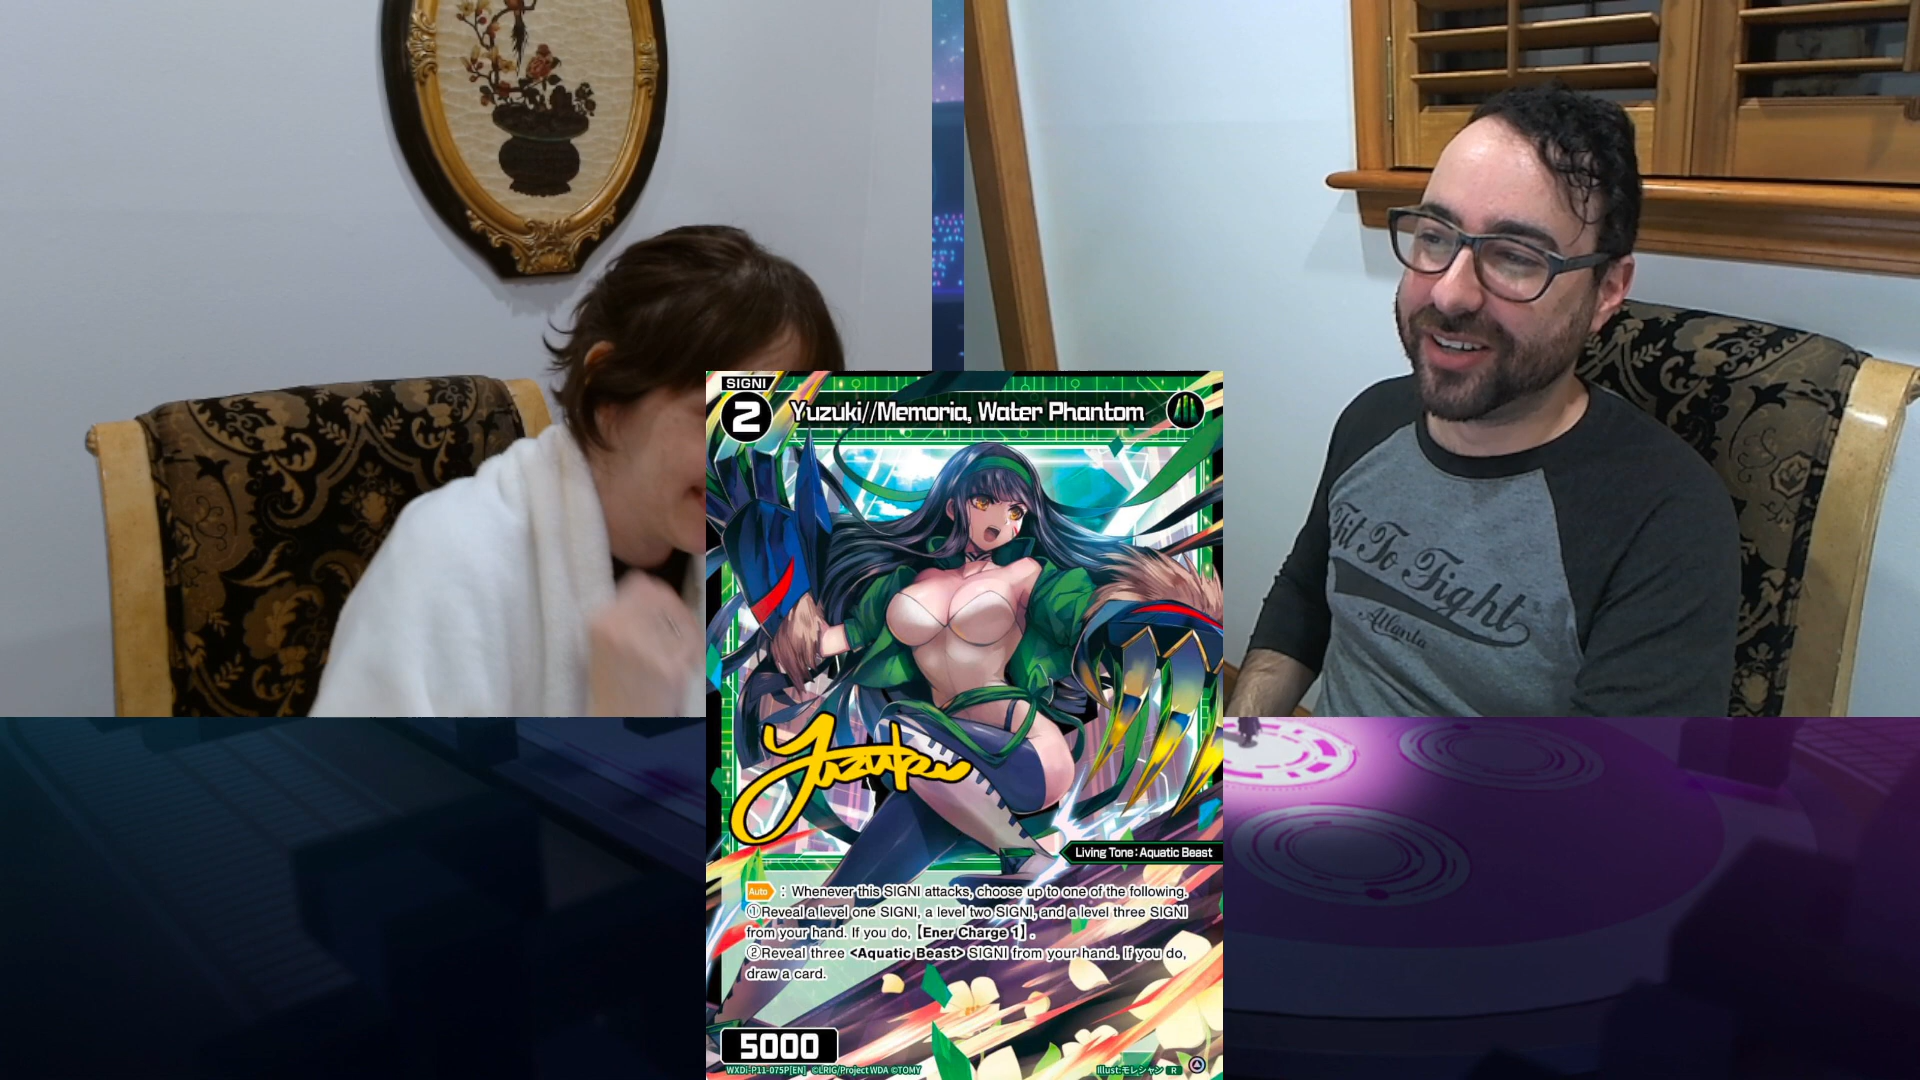 SIGNI
2
Yuzuki//Memoria, Water Phantom
Fit To Fight
Atlanta
Yuzuki
Living Tone:Aquatic Beast
Auto : Whenever this SIGNI attacks, choose up to one of the following.
①Reveal a level one SIGNI, a level two SIGNI, and a level three SIGNI
from your hand. If you do, 【Ener Charge 1】.
②Reveal three <Aquatic Beast> SIGNI from your hand. If you do,
draw a card.
5000
WXDi-P11-075P[EN] ©LRIG/Project WDA ©TOMY
Illust:モレシャン R